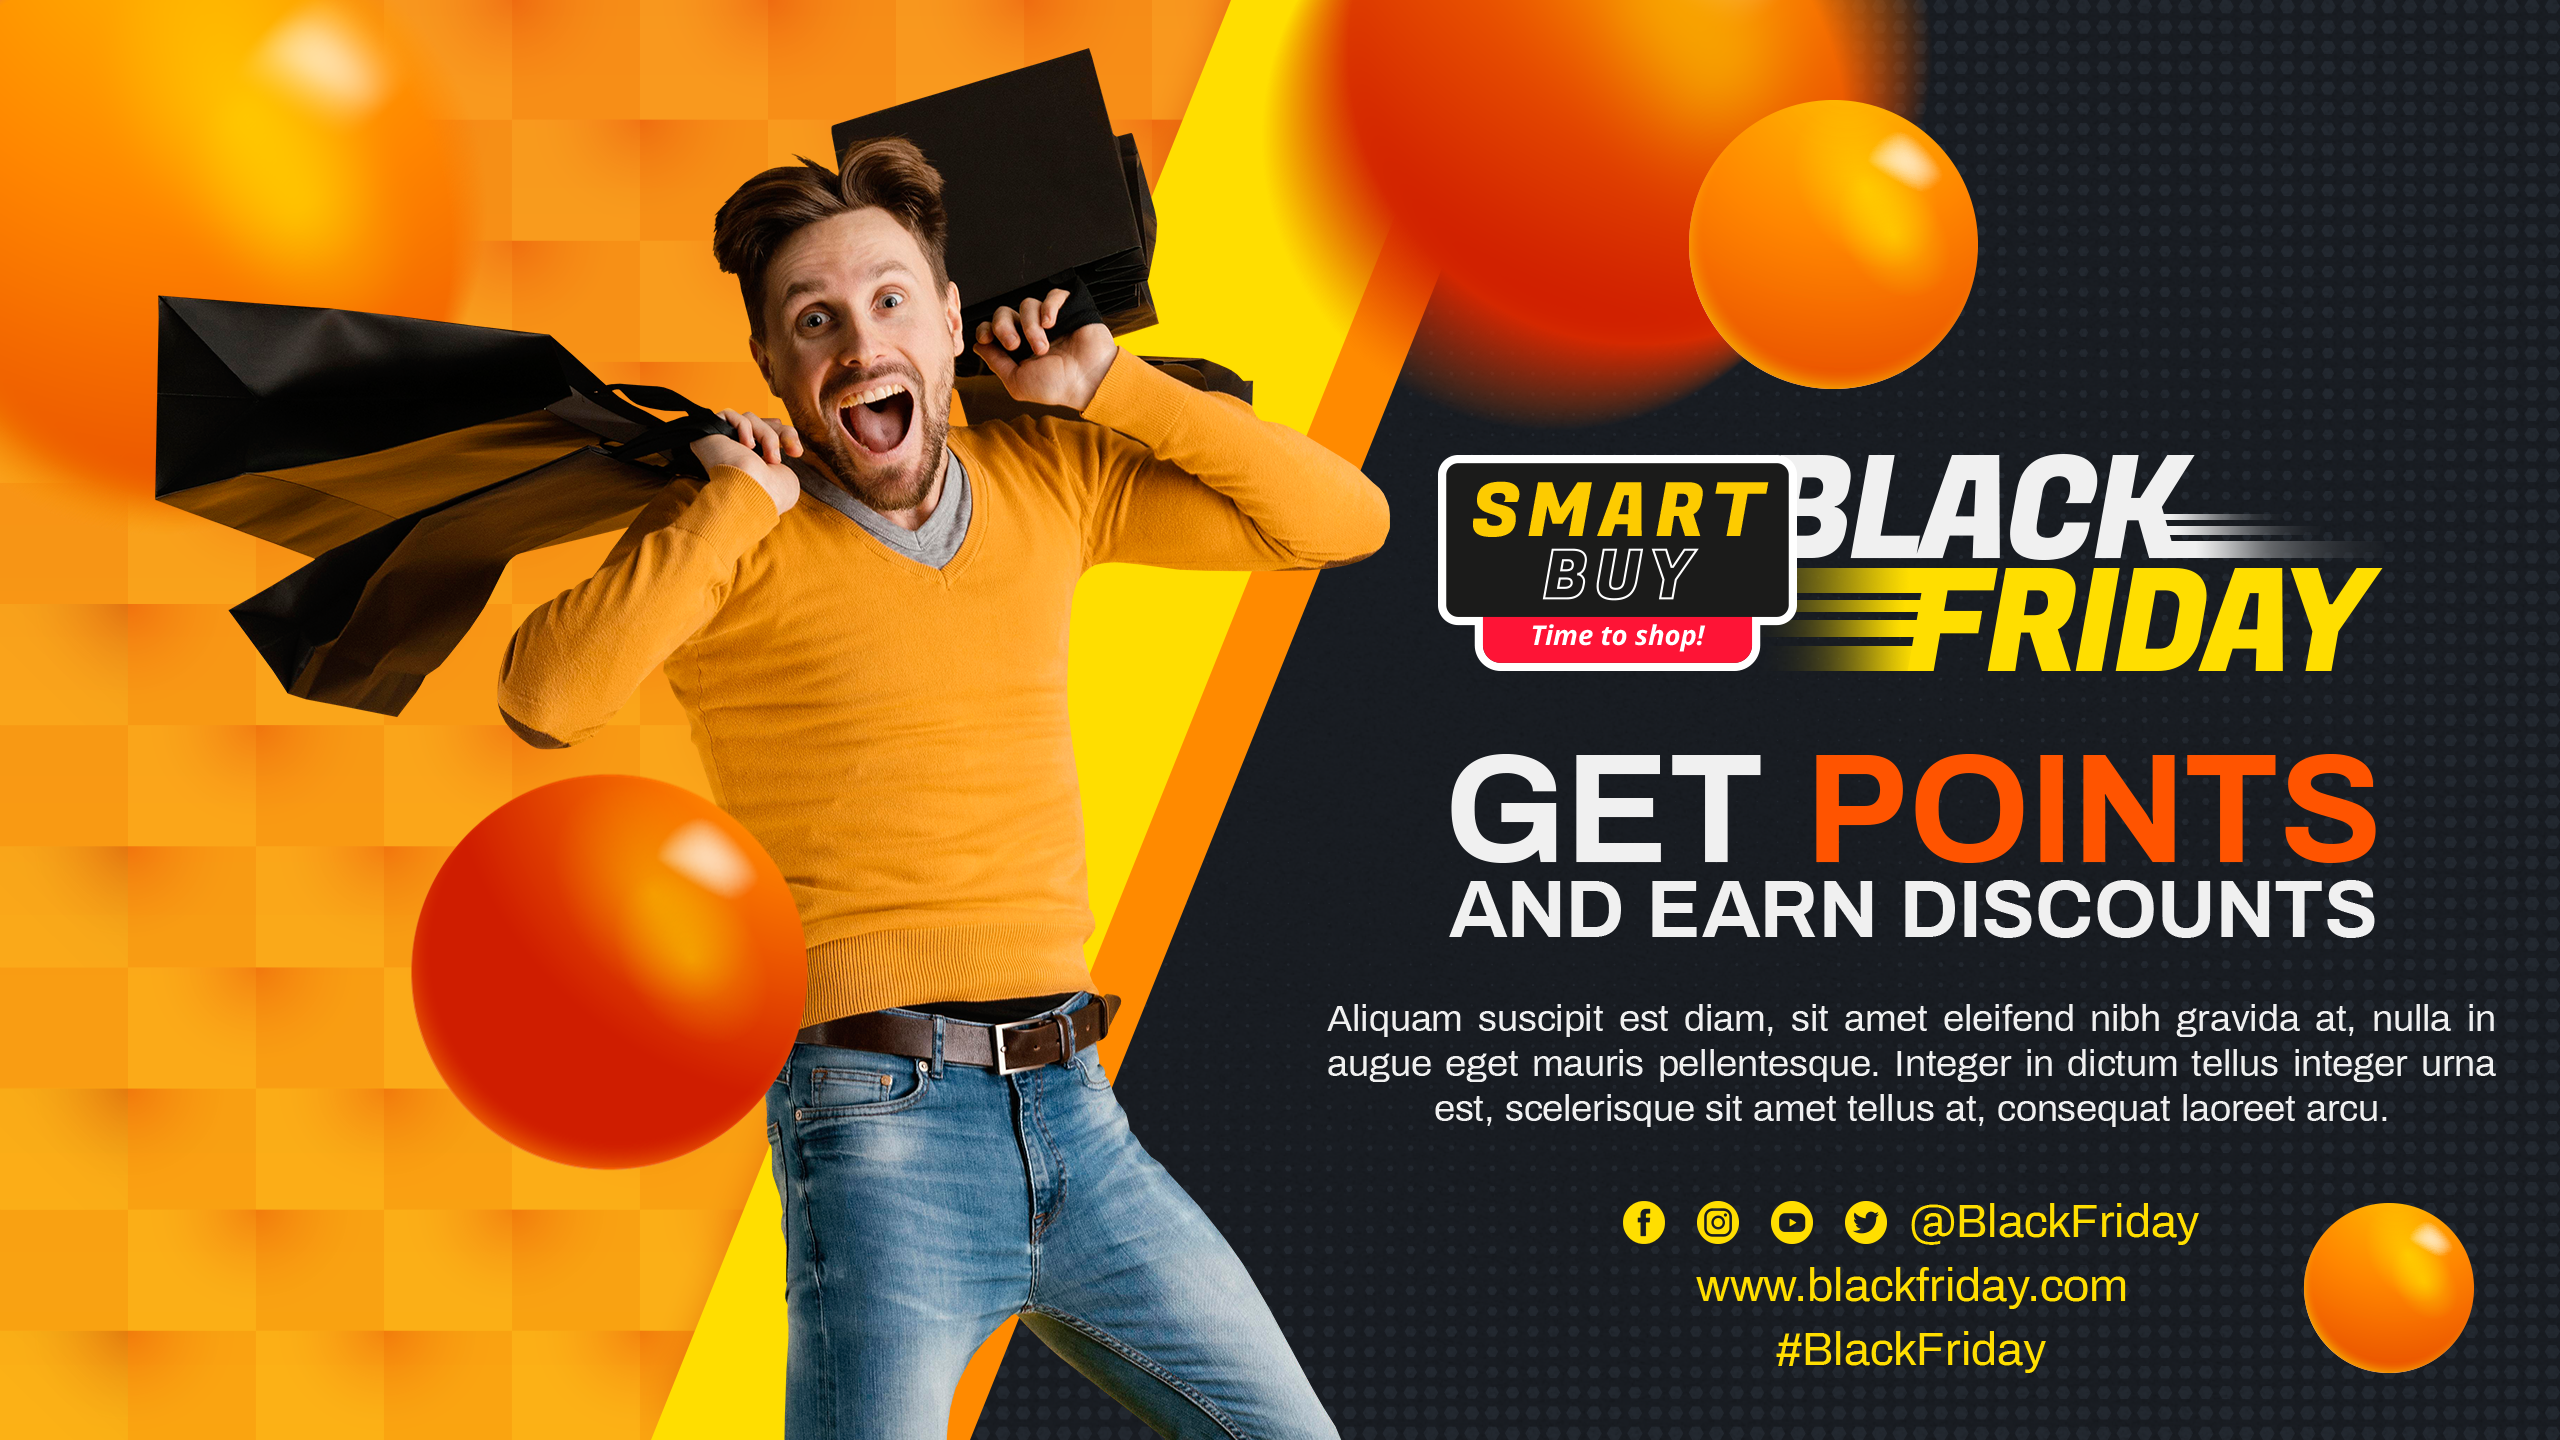 SMART
BUY
Time to shop!
BLACK
FRIDAY
GET POINTS
AND EARN DISCOUNTS
Aliquam suscipit est diam, sit amet eleifend nibh gravida at, nulla in
augue eget mauris pellentesque. Integer in dictum tellus integer urna
est, scelerisque sit amet tellus at, consequat laoreet arcu.
@BlackFriday
www.blackfriday.com
#BlackFriday